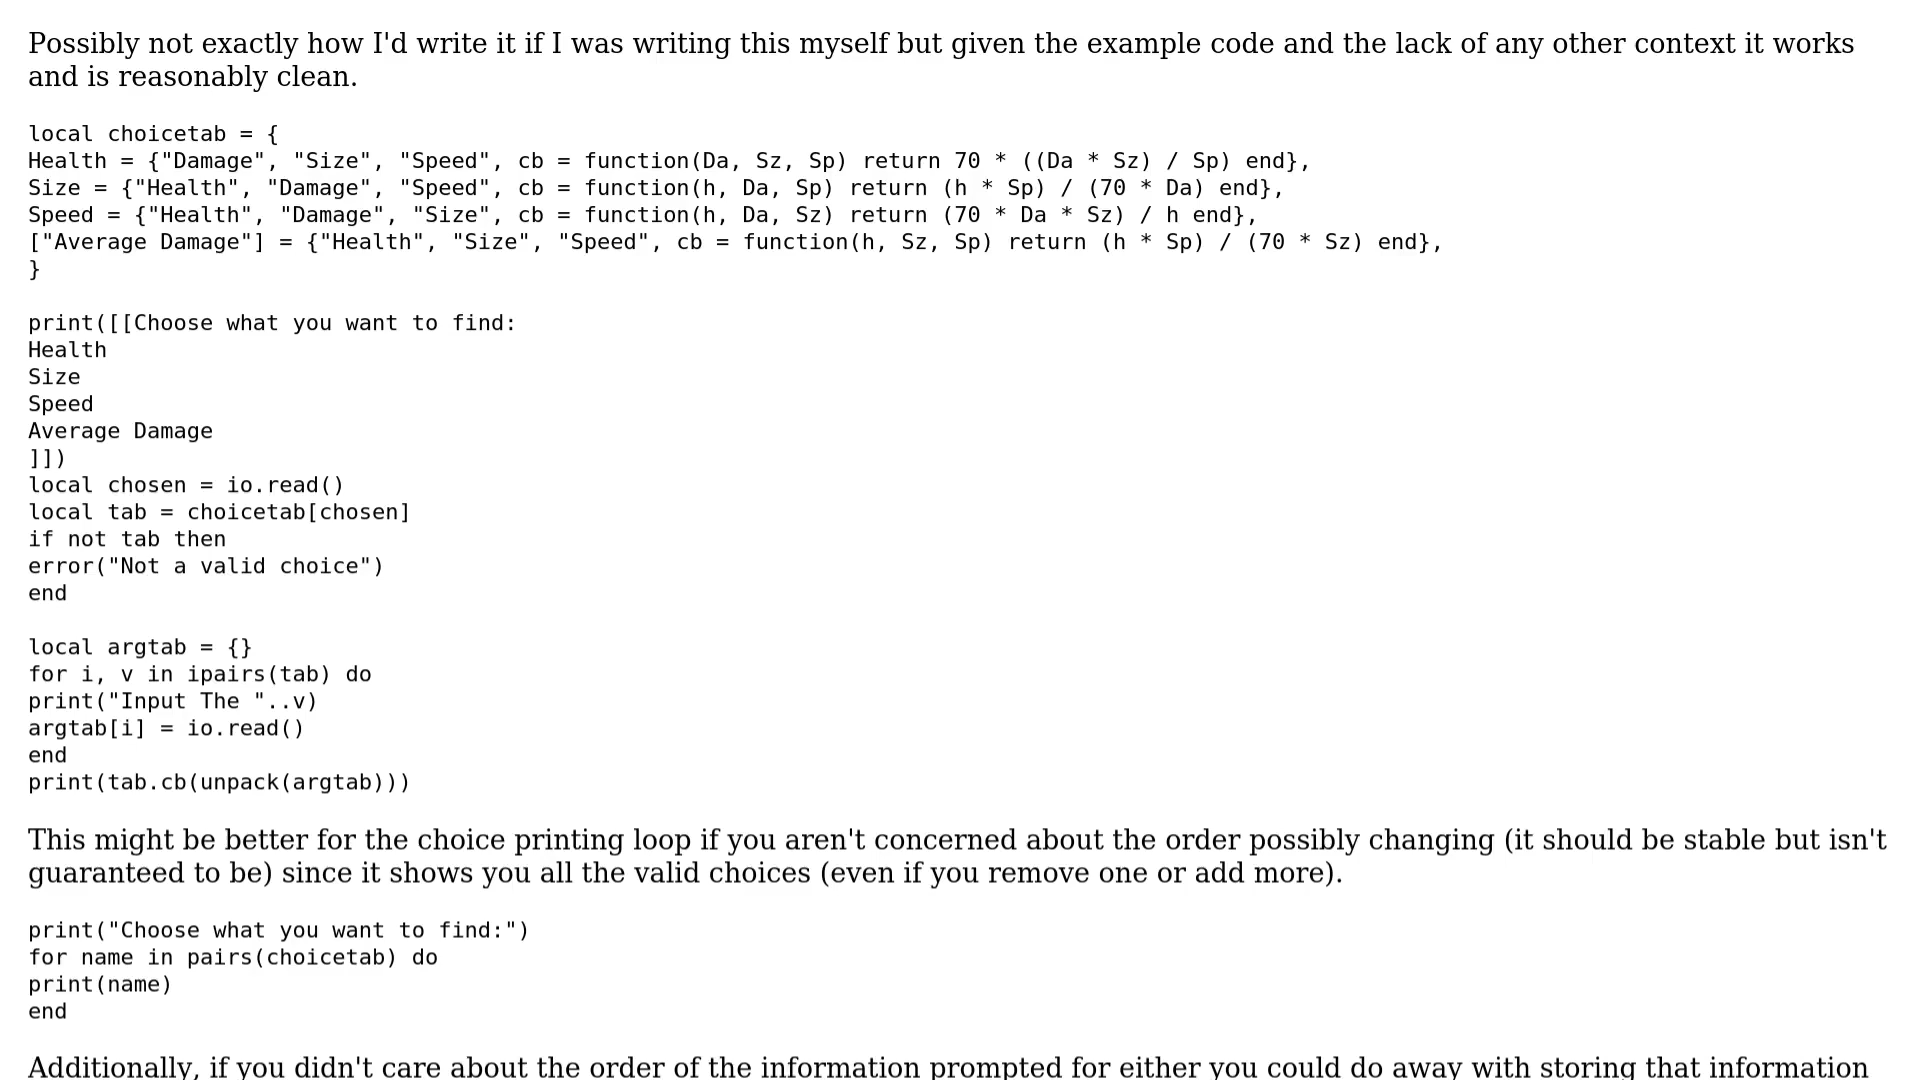 Possibly not exactly how I'd write it if I was writing this myself but given the example code and the lack of any other context it works
and is reasonably clean.
local choicetab = {
Health = {"Damage", "Size", "Speed", cb = function(Da, Sz, Sp) return 70 * ((Da * Sz) / Sp) end},
Size = {"Health", "Damage", "Speed", cb = function(h, Da, Sp) return (h * Sp) / (70 * Da) end},
Speed = {"Health", "Damage", "Size", cb = function(h, Da, Sz) return (70 * Da * Sz) / h end},
["Average Damage"] = {"Health", "Size", "Speed", cb = function(h, Sz, Sp) return (h * Sp) / (70 * Sz) end},
}
print([[Choose what you want to find:
Health
Size
Speed
Average Damage
]])
local chosen = io.read()
local tab = choicetab[chosen]
if not tab then
error("Not a valid choice")
end
local argtab = {}
for i, v in ipairs(tab) do
print("Input The "..v)
argtab[i] = io.read()
end
print(tab.cb(unpack(argtab)))
This might be better for the choice printing loop if you aren't concerned about the order possibly changing (it should be stable but isn't
guaranteed to be) since it shows you all the valid choices (even if you remove one or add more).
print("Choose what you want to find:")
for name in pairs(choicetab) do
print(name)
end
Additionally, if you didn't care about the order of the information prompted for either you could do away with storing that information